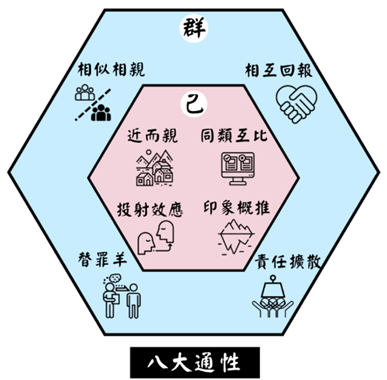 群
相似相親 相互回報
己
近而親 同類互比
投射效應 印象概推
替罪羊 責任擴散
八大通性